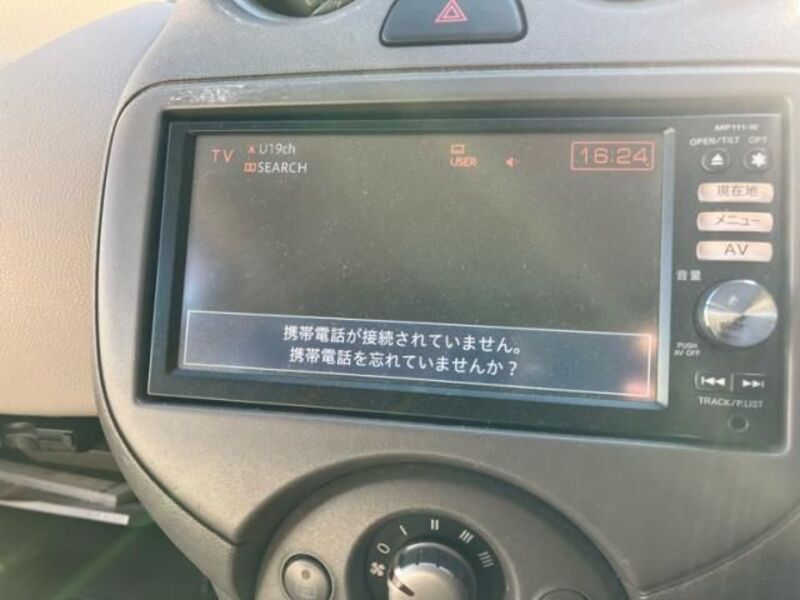 MP111-W
OPEN/TILT OPT
TV U19ch
SEARCH
USER
16:24
現在地
メニュー
AV
音量
PUSH
AV OFF
携帯電話が接続されていません。
携帯電話を忘れていませんか？
TRACK/P.LIST
0